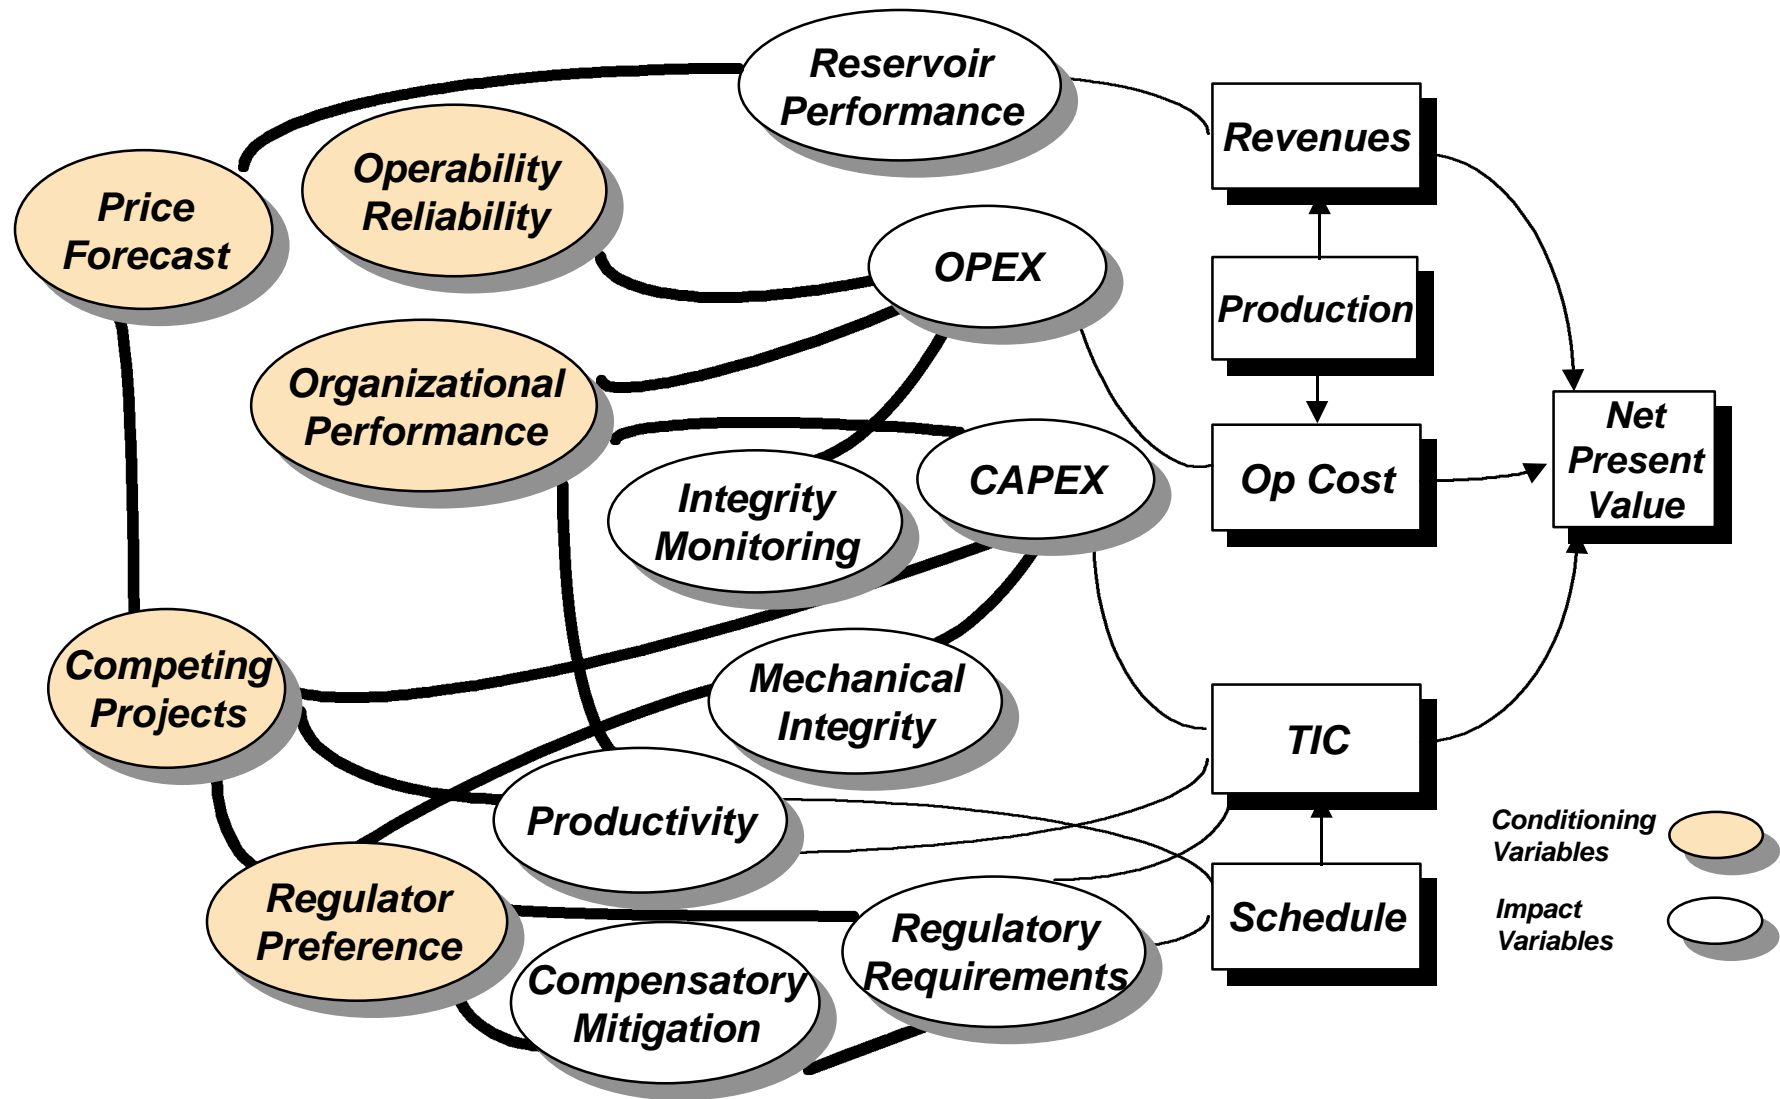 Reservoir
Performance
Revenues
Operability
Reliability
Price
Forecast
OPEX
Production
Organizational
Performance
Net
Present
Value
Op Cost
CAPEX
Integrity
Monitoring
Competing
Projects
Mechanical
Integrity
TIC
Productivity
Conditioning
Variables
Regulator
Preference
Regulatory
Requirements
Schedule
Impact
Variables
Compensatory
Mitigation